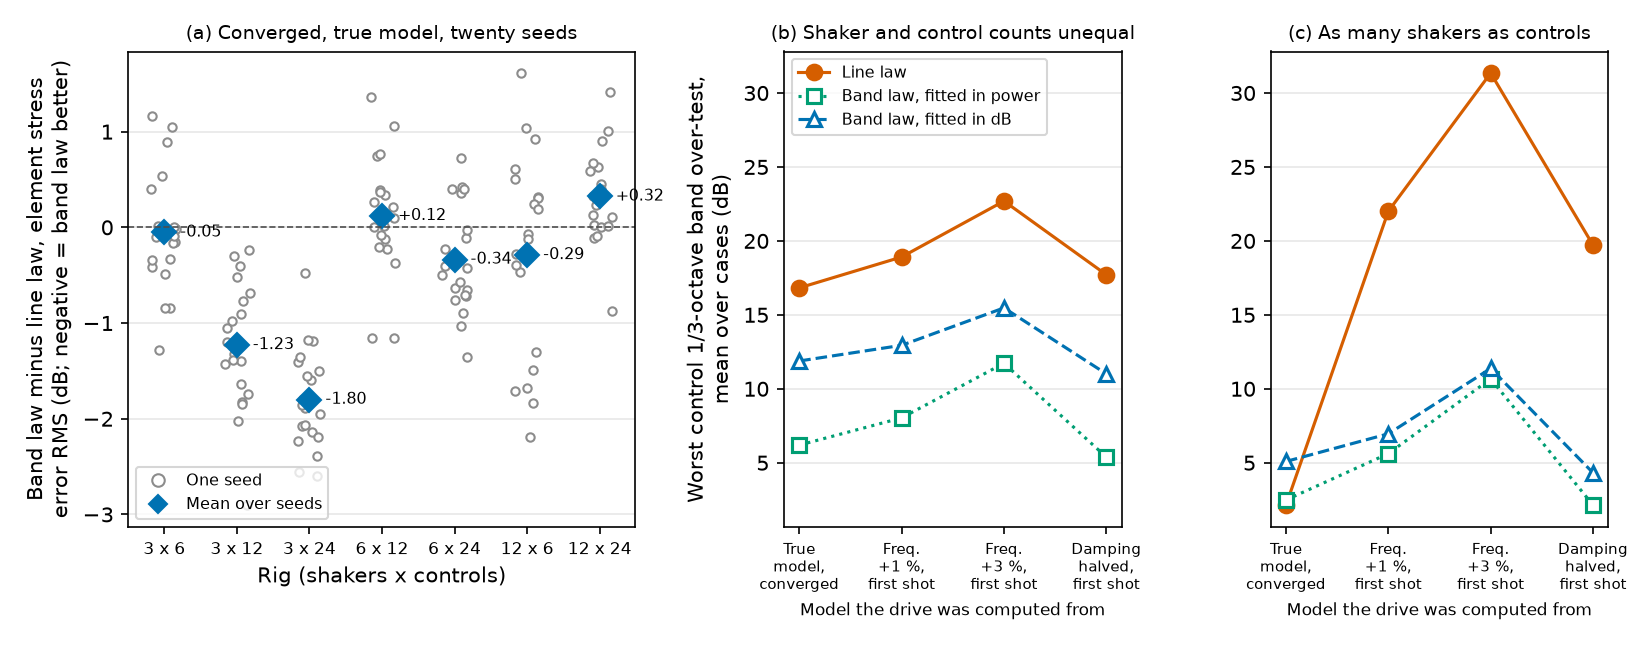 (a) Converged, true model, twenty seeds
Band law minus line law, element stress
error RMS (dB; negative = band law better)
1
0
−1
−2
−3
-0.05
-1.23
-1.80
+0.12
-0.34
-0.29
+0.32
One seed
Mean over seeds
3 x 6
3 x 12
3 x 24
6 x 12
6 x 24
12 x 6
12 x 24
Rig (shakers x controls)
(b) Shaker and control counts unequal
Worst control 1/3-octave band over-test,
mean over cases (dB)
30
25
20
15
10
5
Line law
Band law, fitted in power
Band law, fitted in dB
True
model,
converged
Freq.
+1 %,
first shot
Freq.
+3 %,
first shot
Damping
halved,
first shot
Model the drive was computed from
(c) As many shakers as controls
30
25
20
15
10
5
True
model,
converged
Freq.
+1 %,
first shot
Freq.
+3 %,
first shot
Damping
halved,
first shot
Model the drive was computed from